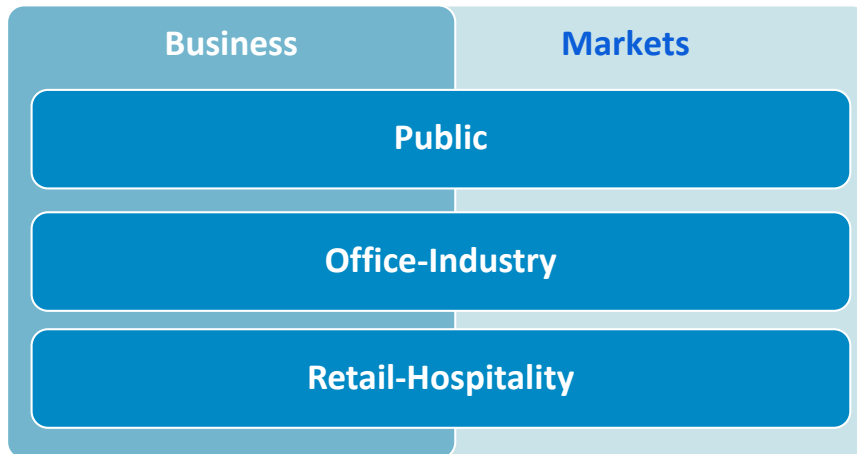 Business Markets
Public
Office-Industry
Retail-Hospitality